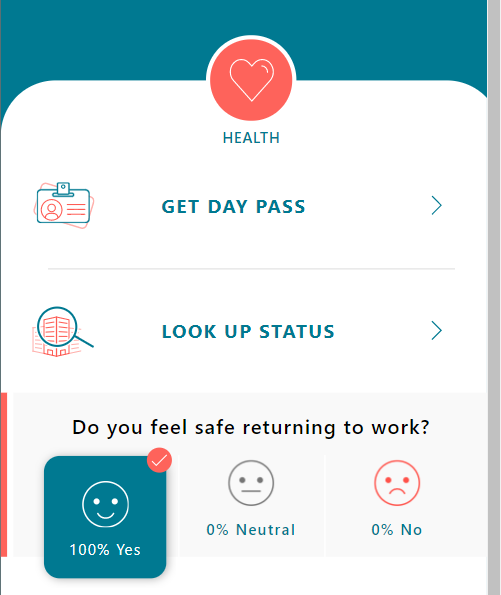 HEALTH
GET DAY PASS
LOOK UP STATUS
Do you feel safe returning to work?
100% Yes
0% Neutral
0% No